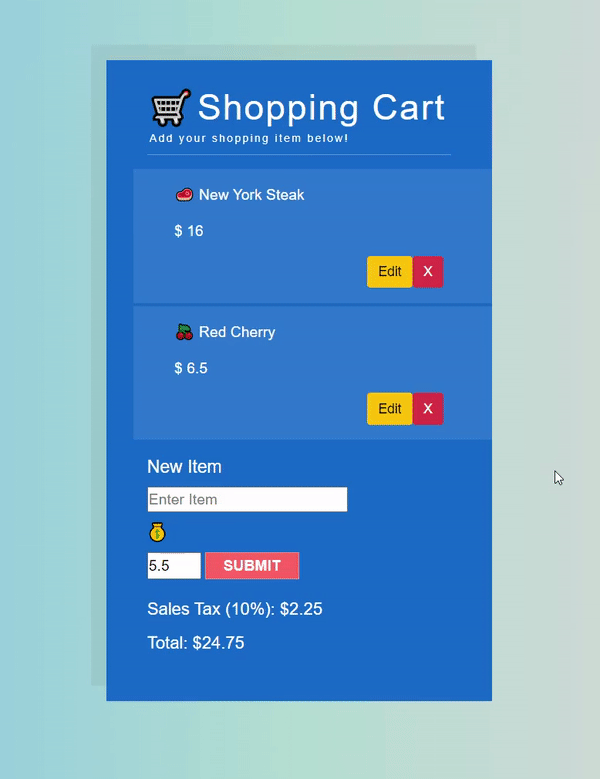 Shopping Cart
Add your shopping item below!
New York Steak
$ 16
Edit X
Red Cherry
$ 6.5
Edit X
New Item
Enter Item
5.5 SUBMIT
Sales Tax (10%): $2.25
Total: $24.75